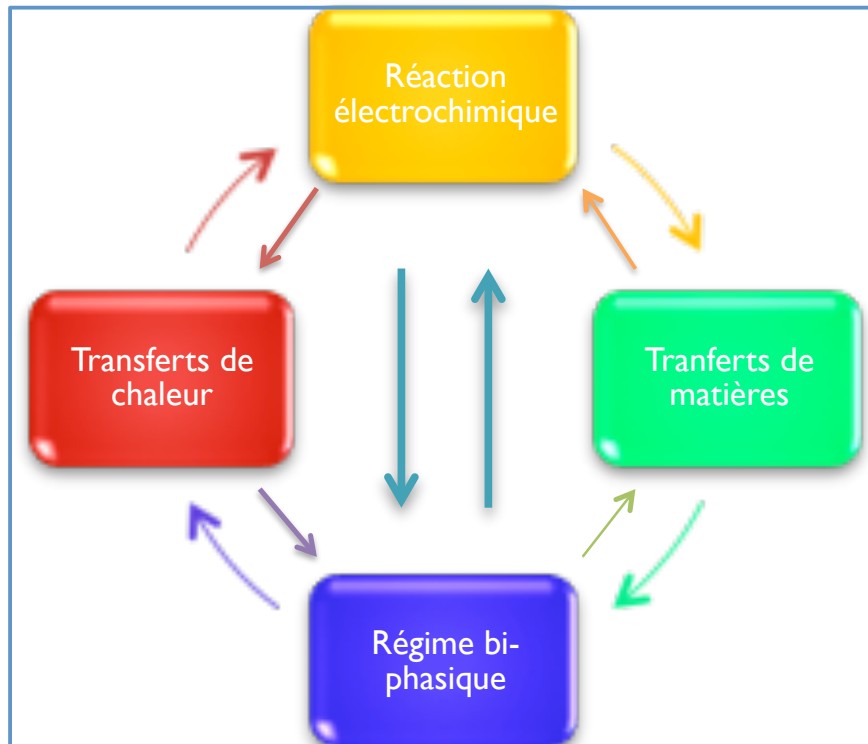 Réaction
électrochimique
Transferts de
chaleur
Tranferts de
matières
Régime bi-
phasique